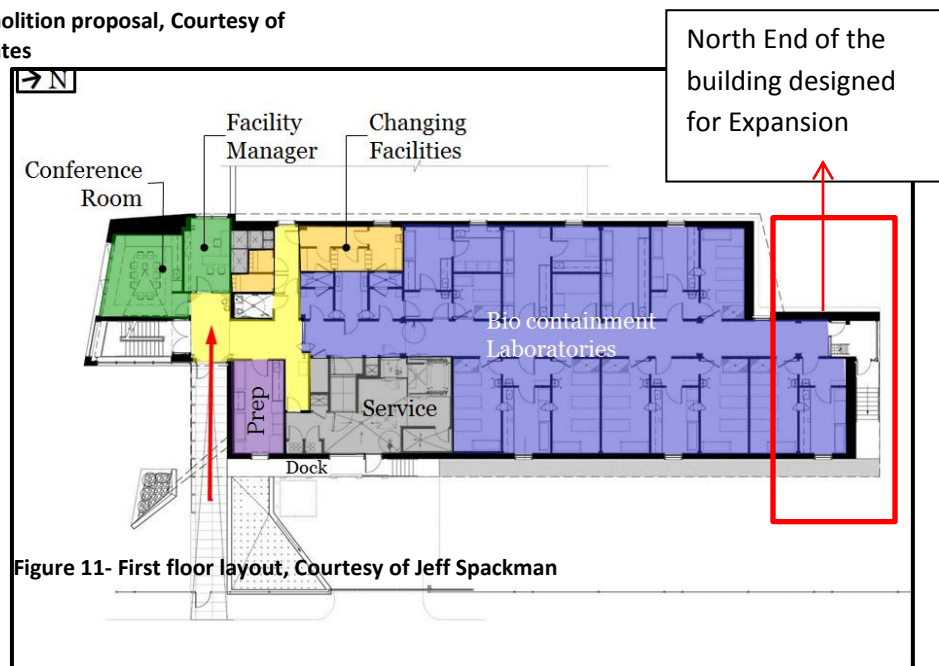 olition proposal, Courtesy of
tes
North End of the
building designed
for Expansion
N
Facility
Manager
Changing
Facilities
Conference
Room
Bio containment
Laboratories
Prep
Service
Dock
Figure 11- First floor layout, Courtesy of Jeff Spackman